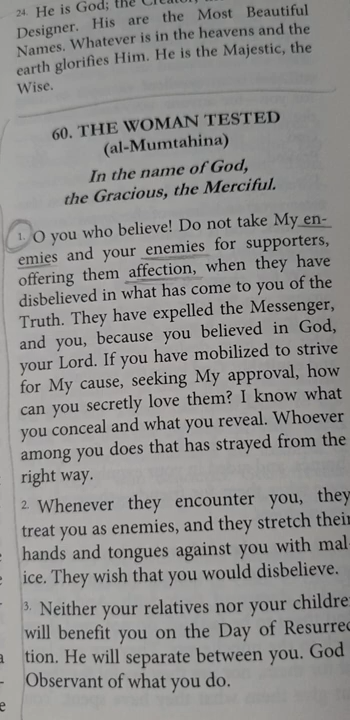 24. He is God; the Creator, the
Designer. His are the Most Beautiful
Names. Whatever is in the heavens and the
earth glorifies Him. He is the Majestic, the
Wise.
60. THE WOMAN TESTED
(al-Mumtahina)
In the name of God,
the Gracious, the Merciful.
1. O you who believe! Do not take My en-
emies and your enemies for supporters,
offering them affection, when they have
disbelieved in what has come to you of the
Truth. They have expelled the Messenger,
and you, because you believed in God,
your Lord. If you have mobilized to strive
for My cause, seeking My approval, how
can you secretly love them? I know what
you conceal and what you reveal. Whoever
among you does that has strayed from the
right way.
2. Whenever they encounter you, they
treat you as enemies, and they stretch their
hands and tongues against you with mal
ice. They wish that you would disbelieve.
3. Neither your relatives nor your childre
will benefit you on the Day of Resurrec
tion. He will separate between you. God
Observant of what you do.